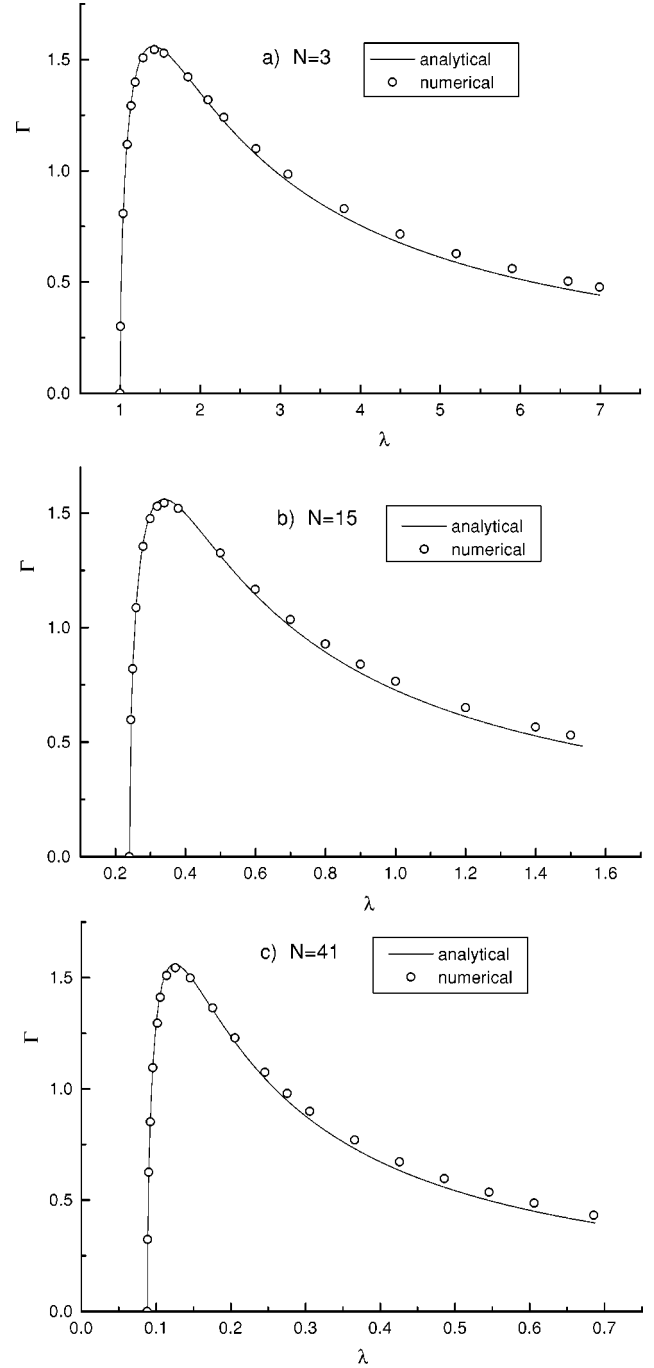 1.5
a) N=3
analytical
numerical
Γ
1.0
0.5
0.0
1 2 3 4 5 6 7
λ
1.5
b) N=15
analytical
numerical
Γ
1.0
0.5
0.0
0.2 0.4 0.6 0.8 1.0 1.2 1.4 1.6
λ
1.5
c) N=41
analytical
numerical
Γ
1.0
0.5
0.0
0.0 0.1 0.2 0.3 0.4 0.5 0.6 0.7
λ